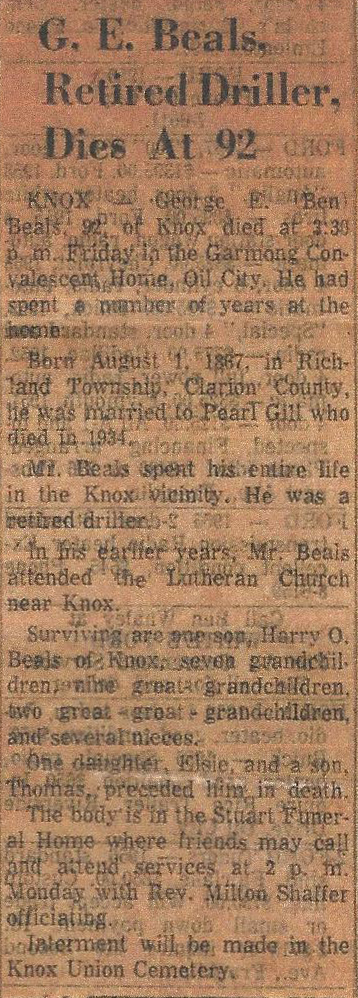 G. E. Beals,
Retired Driller,
Dies At 92
KNOX — George E. Ben
Beals, 92, of Knox died at 3:30
p. m. Friday in the Garmong Con-
valescent Home, Oil City. He had
spent a number of years at the
home.
Born August 1, 1867, in Rich-
land Township, Clarion County,
he was married to Pearl Gill who
died in 1934.
Mr. Beals spent his entire life
in the Knox vicinity. He was a
retired driller.
In his earlier years, Mr. Beals
attended the Lutheran Church
near Knox.
Surviving are one son, Harry O.
Beals of Knox, seven grandchil-
dren, nine great - grandchildren,
two great - great - grandchildren,
and several nieces.
One daughter, Elsie, and a son,
Thomas, preceded him in death.
The body is in the Stuart Funer-
al Home where friends may call
and attend services at 2 p. m.
Monday with Rev. Milton Shaffer
officiating.
Interment will be made in the
Knox Union Cemetery.